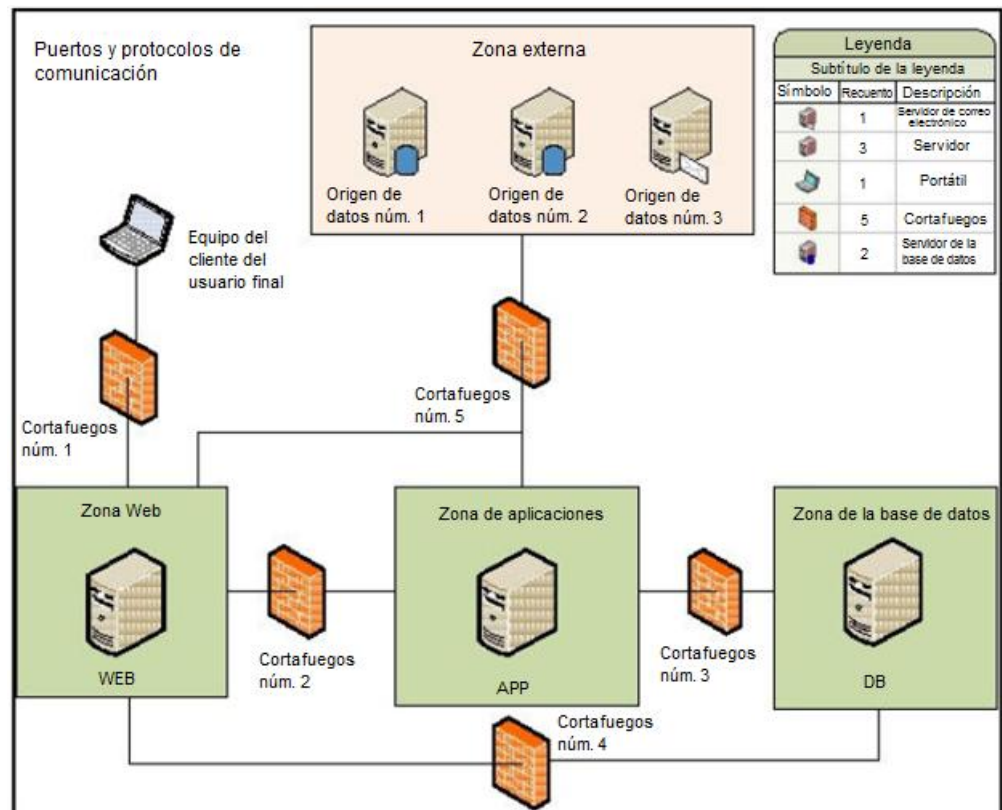 Puertos y protocolos de
comunicación
Zona externa
Origen de
datos núm. 1
Origen de
datos núm. 2
Origen de
datos núm. 3
Leyenda
Subtítulo de la leyenda
Símbolo Recuento Descripción
1 Servidor de correo
electrónico
3 Servidor
1 Portátil
5 Cortafuegos
2 Servidor de la
base de datos
Equipo del
cliente del
usuario final
Cortafuegos
núm. 1
Cortafuegos
núm. 5
Zona Web
WEB
Cortafuegos
núm. 2
Zona de aplicaciones
APP
Cortafuegos
núm. 3
Zona de la base de datos
DB
Cortafuegos
núm. 4